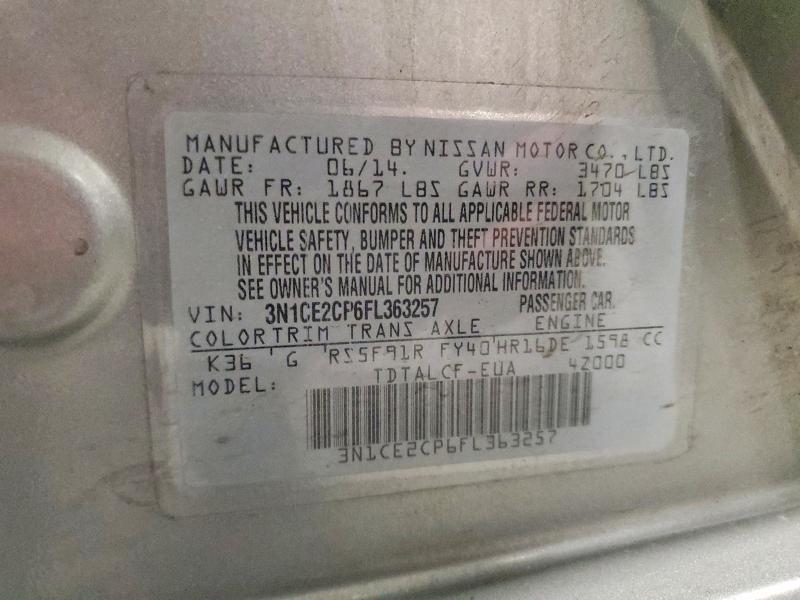 MANUFACTURED BY NISSAN MOTOR CO., LTD.
DATE: 06/14. GVWR: 3470 LBS
GAWR FR: 1867 LBS GAWR RR: 1704 LBS
THIS VEHICLE CONFORMS TO ALL APPLICABLE FEDERAL MOTOR
VEHICLE SAFETY, BUMPER AND THEFT PREVENTION STANDARDS
IN EFFECT ON THE DATE OF MANUFACTURE SHOWN ABOVE.
SEE OWNER'S MANUAL FOR ADDITIONAL INFORMATION.
VIN: 3N1CE2CP6FL363257 PASSENGER CAR.
COLOR TRIM TRANS AXLE ENGINE
K36 ' G 'RS5F91R FY40'HR16DE 1598 CC
MODEL: TDTALCF-EUA 4Z000
3N1CE2CP6FL363257